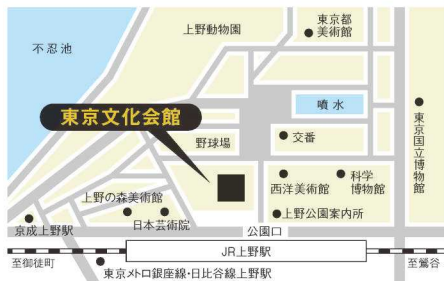 東京都
美術館
上野動物園
不忍池
噴水
東京文化会館
東京国立博物館
交番
野球場
西洋美術館
科学
博物館
上野の森美術館
上野公園案内所
京成上野駅
日本芸術院
公園口
JR上野駅
至御徒町
至鶯谷
東京メトロ銀座線・日比谷線上野駅